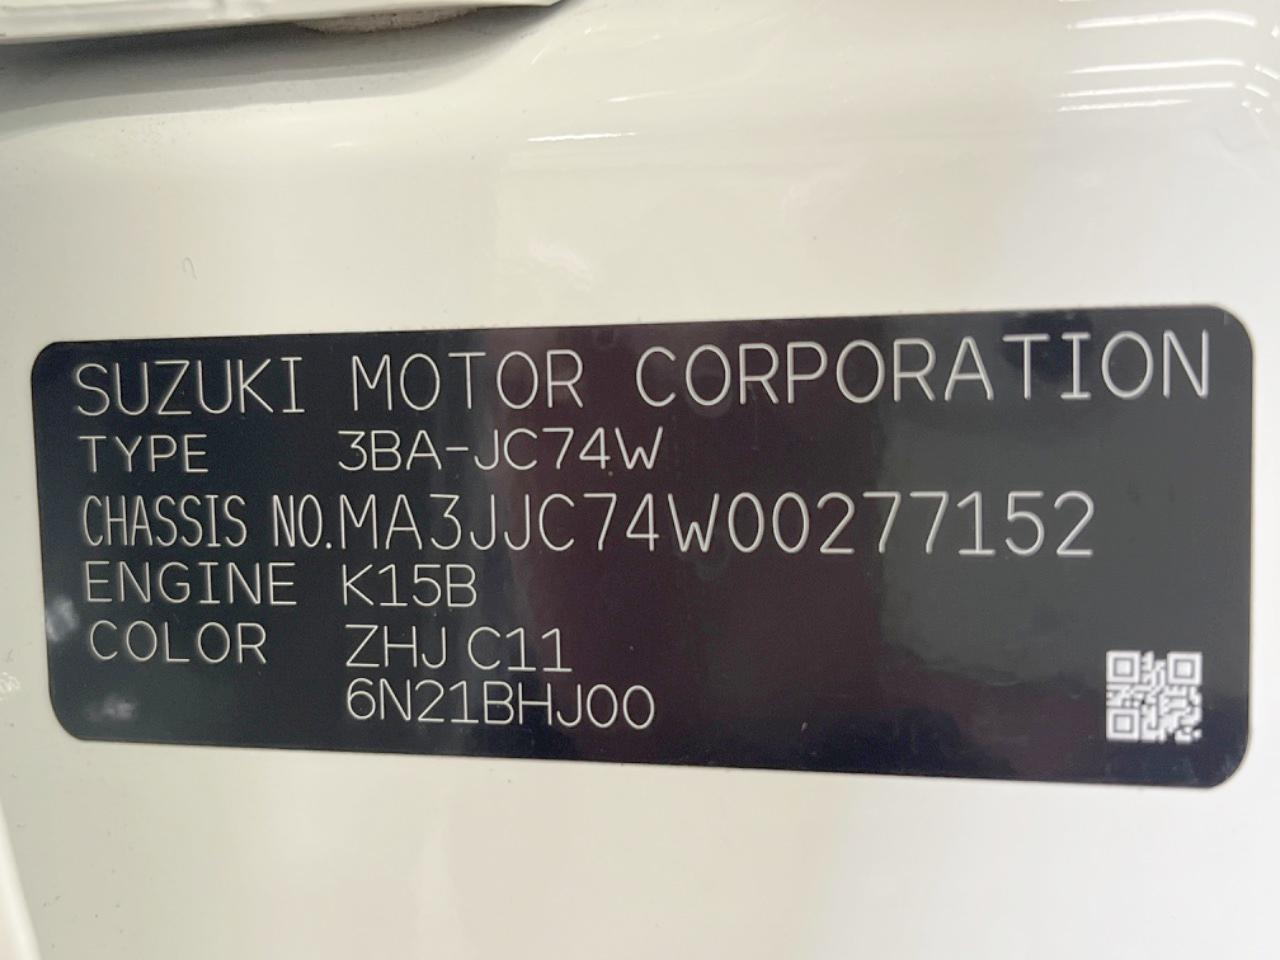 SUZUKI MOTOR CORPORATION
TYPE 3BA-JC74W
CHASSIS NO.MA3JJC74W00277152
ENGINE K15B
COLOR ZHJ C11
6N21BHJ00